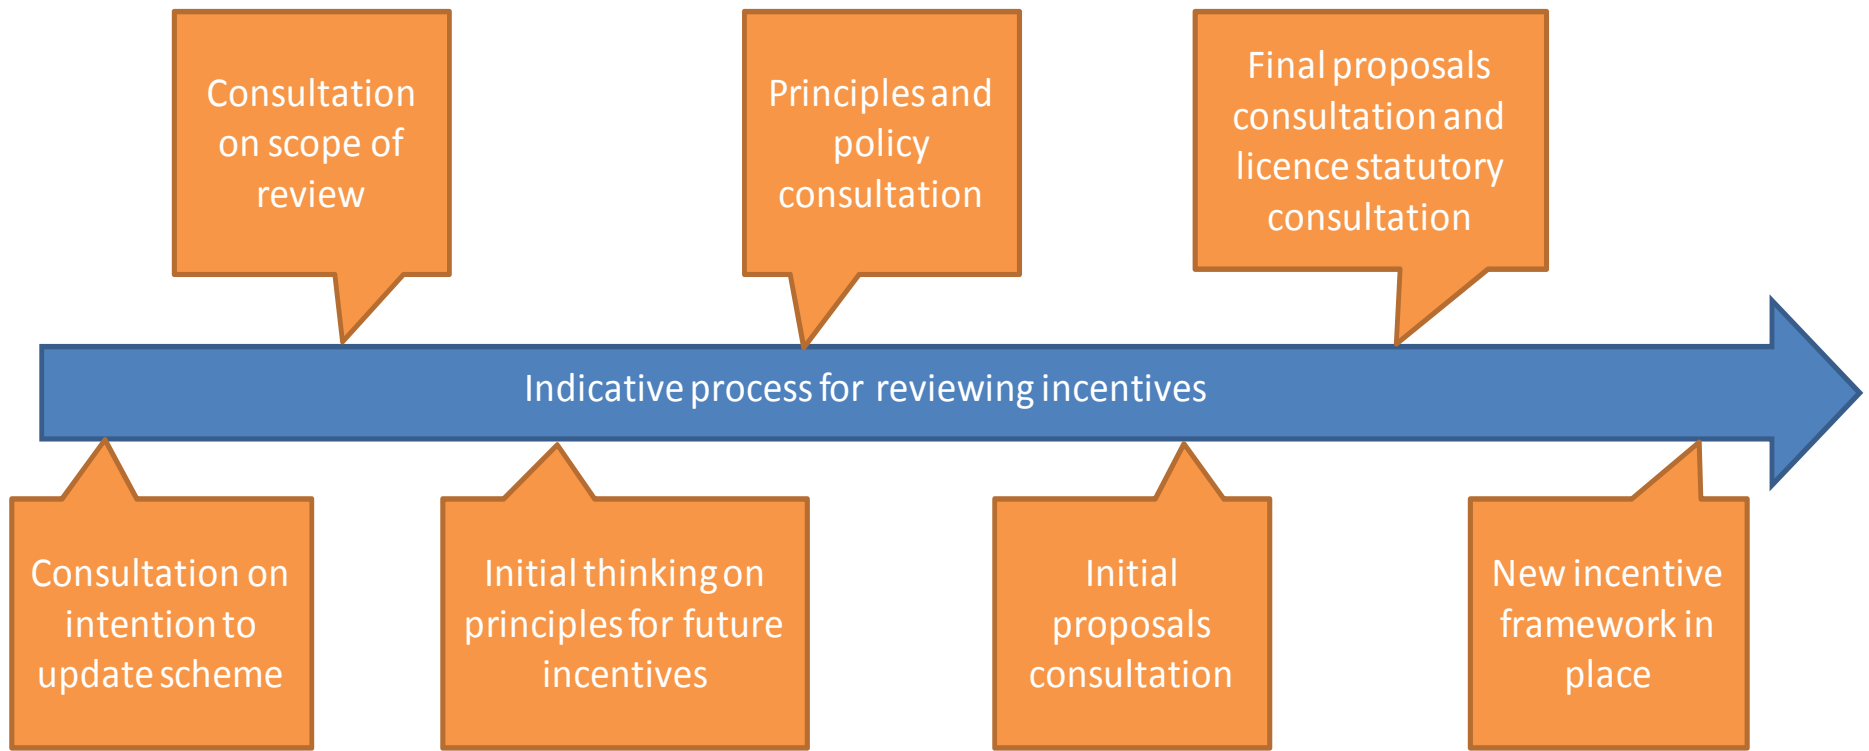 Consultation
on scope of
review
Principles and
policy
consultation
Final proposals
consultation and
licence statutory
consultation
Indicative process for reviewing incentives
Consultation on
intention to
update scheme
Initial thinking on
principles for future
incentives
Initial
proposals
consultation
New incentive
framework in
place